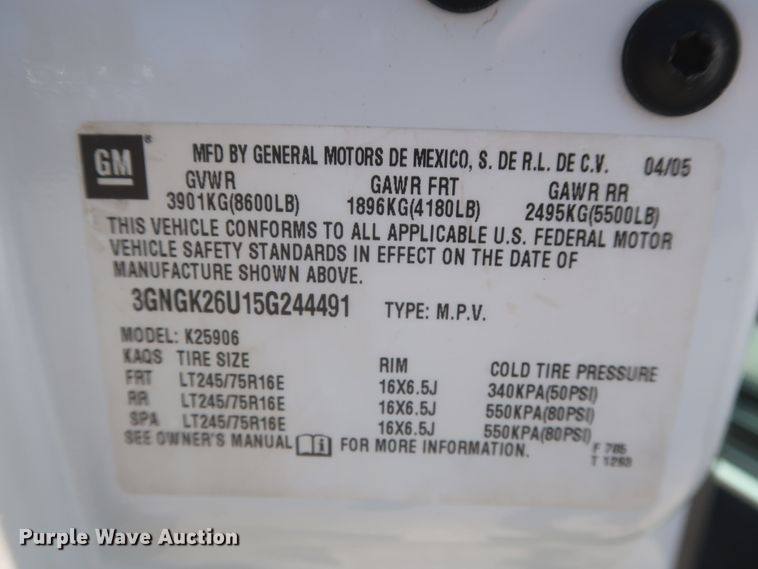 GM ® MFD BY GENERAL MOTORS DE MEXICO, S. DE R.L. DE C.V. 04/05
GVWR GAWR FRT GAWR RR
3901KG(8600LB) 1896KG(4180LB) 2495KG(5500LB)
THIS VEHICLE CONFORMS TO ALL APPLICABLE U.S. FEDERAL MOTOR
VEHICLE SAFETY STANDARDS IN EFFECT ON THE DATE OF
MANUFACTURE SHOWN ABOVE.
3GNGK26U15G244491 TYPE: M.P.V.
MODEL: K25906
KAQS TIRE SIZE RIM COLD TIRE PRESSURE
FRT LT245/75R16E 16X6.5J 340KPA(50PSI)
RR LT245/75R16E 16X6.5J 550KPA(80PSI)
SPA LT245/75R16E 16X6.5J 550KPA(80PSI)
SEE OWNER'S MANUAL i FOR MORE INFORMATION.
F 785
T 1263
Purple Wave Auction